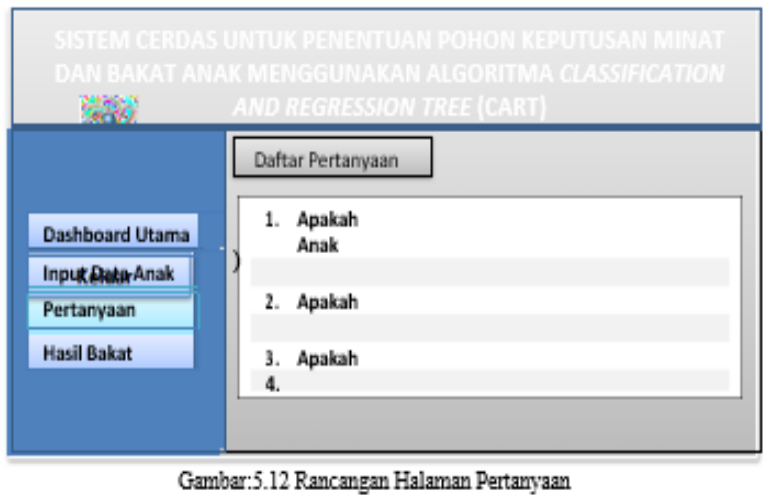 SISTEM CERDAS UNTUK PENENTUAN POHON KEPUTUSAN MINAT
DAN BAKAT ANAK MENGGUNAKAN ALGORITMA CLASSIFICATION
AND REGRESSION TREE (CART)
Daftar Pertanyaan
Dashboard Utama
Input Data Anak
Keluar
Pertanyaan
Hasil Bakat
)
1. Apakah
Anak
2. Apakah
3. Apakah
4.
Gambar:5.12 Rancangan Halaman Pertanyaan